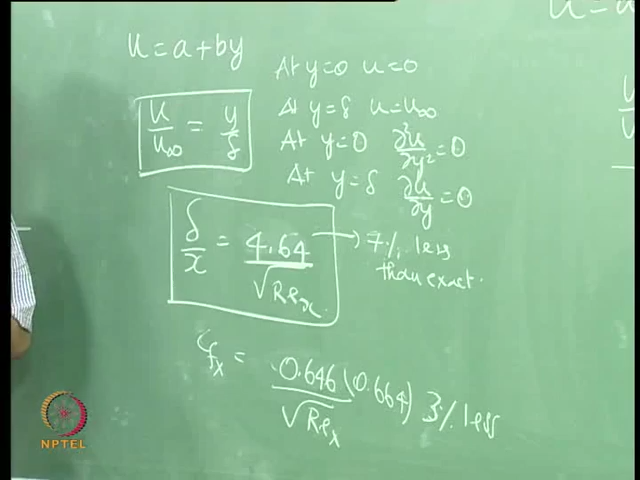 u = a + by
At y=0 u=0
u/u∞ = y/δ
At y=δ u=u∞
At y=0 ∂²u/∂y²=0
At y=δ ∂u/∂y=0
δ/x = 4.64/√Reₓ → 7% less
than exact.
Cfₓ = 0.646/√Reₓ (0.664) 3% less
NPTEL